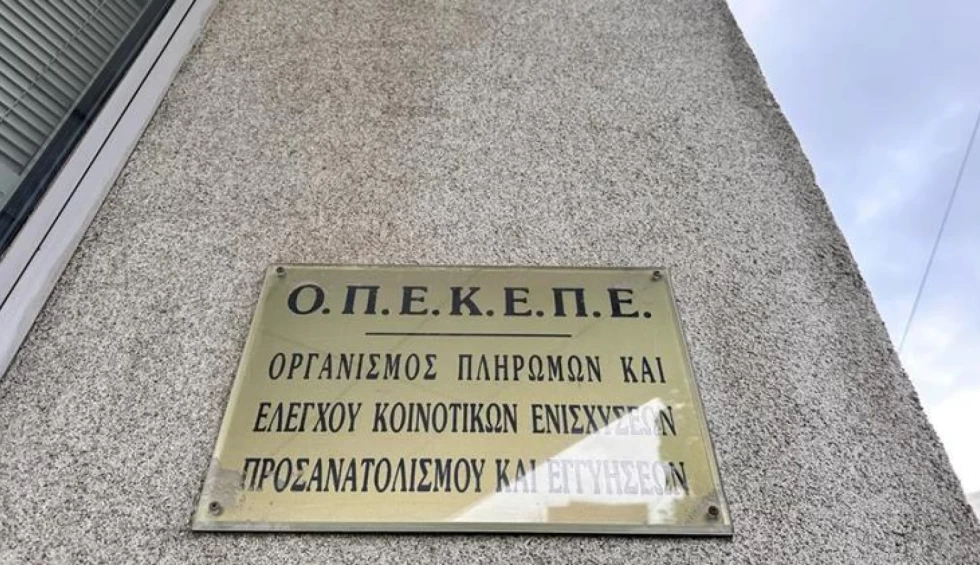 Ο.Π.Ε.Κ.Ε.Π.Ε.
ΟΡΓΑΝΙΣΜΟΣ ΠΛΗΡΩΜΩΝ ΚΑΙ
ΕΛΕΓΧΟΥ ΚΟΙΝΟΤΙΚΩΝ ΕΝΙΣΧΥΣΕΩΝ
ΠΡΟΣΑΝΑΤΟΛΙΣΜΟΥ ΚΑΙ ΕΓΓΥΗΣΕΩΝ